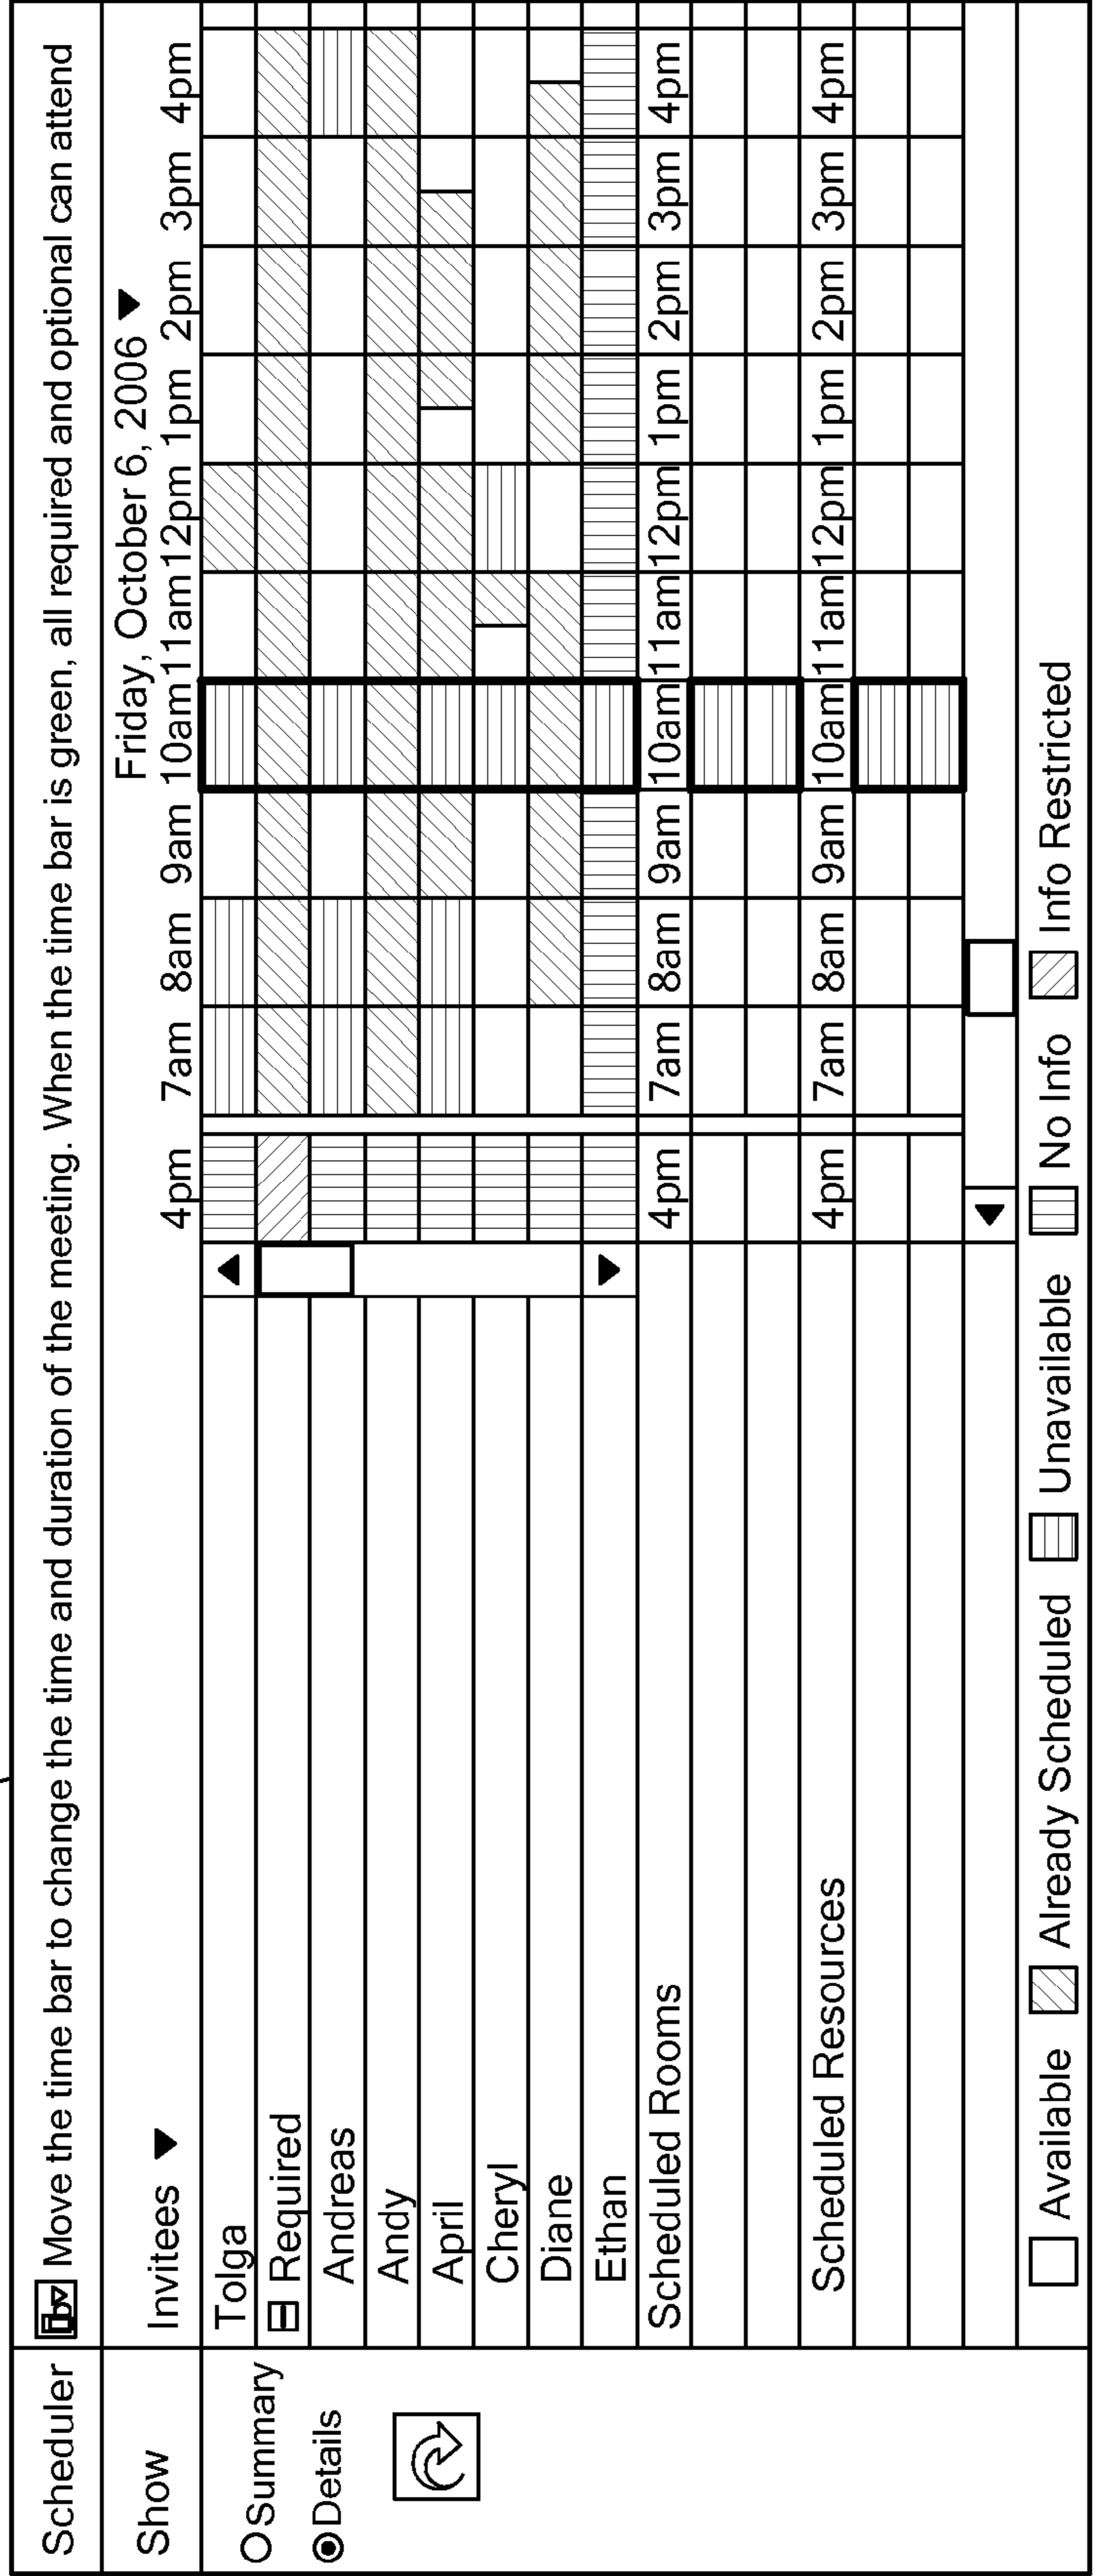 Scheduler Move the time bar to change the time and duration of the meeting. When the time bar is green, all required and optional can attend
Show Invitees Friday, October 6, 2006
4pm 7am 8am 9am 10am 11am 12pm 1pm 2pm 3pm 4pm
Summary
Details
Tolga
Required
Andreas
Andy
April
Cheryl
Diane
Ethan
Scheduled Rooms 4pm 7am 8am 9am 10am 11am 12pm 1pm 2pm 3pm 4pm
Scheduled Resources 4pm 7am 8am 9am 10am 11am 12pm 1pm 2pm 3pm 4pm
Available Already Scheduled Unavailable No Info Info Restricted